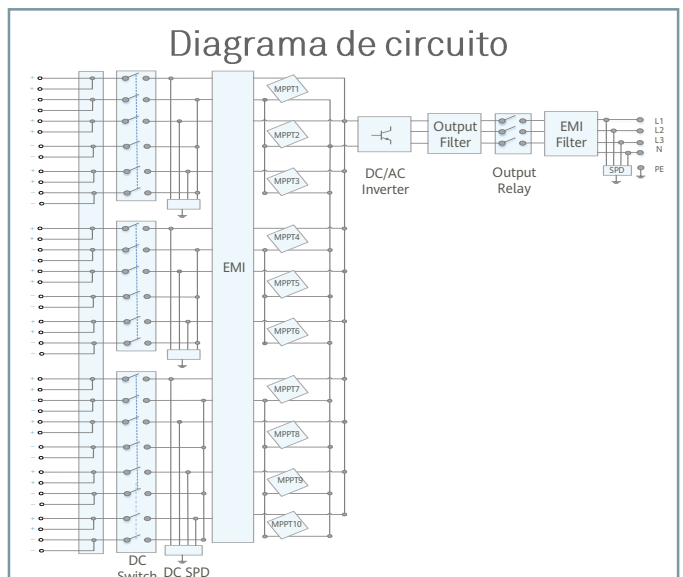 Diagrama de circuito
MPPT1
MPPT2
MPPT3
MPPT4
MPPT5
MPPT6
MPPT7
MPPT8
MPPT9
MPPT10
EMI
DC/AC
Inverter
Output
Filter
Output
Relay
EMI
Filter
SPD
L1
L2
L3
N
PE
DC
Switch
DC SPD